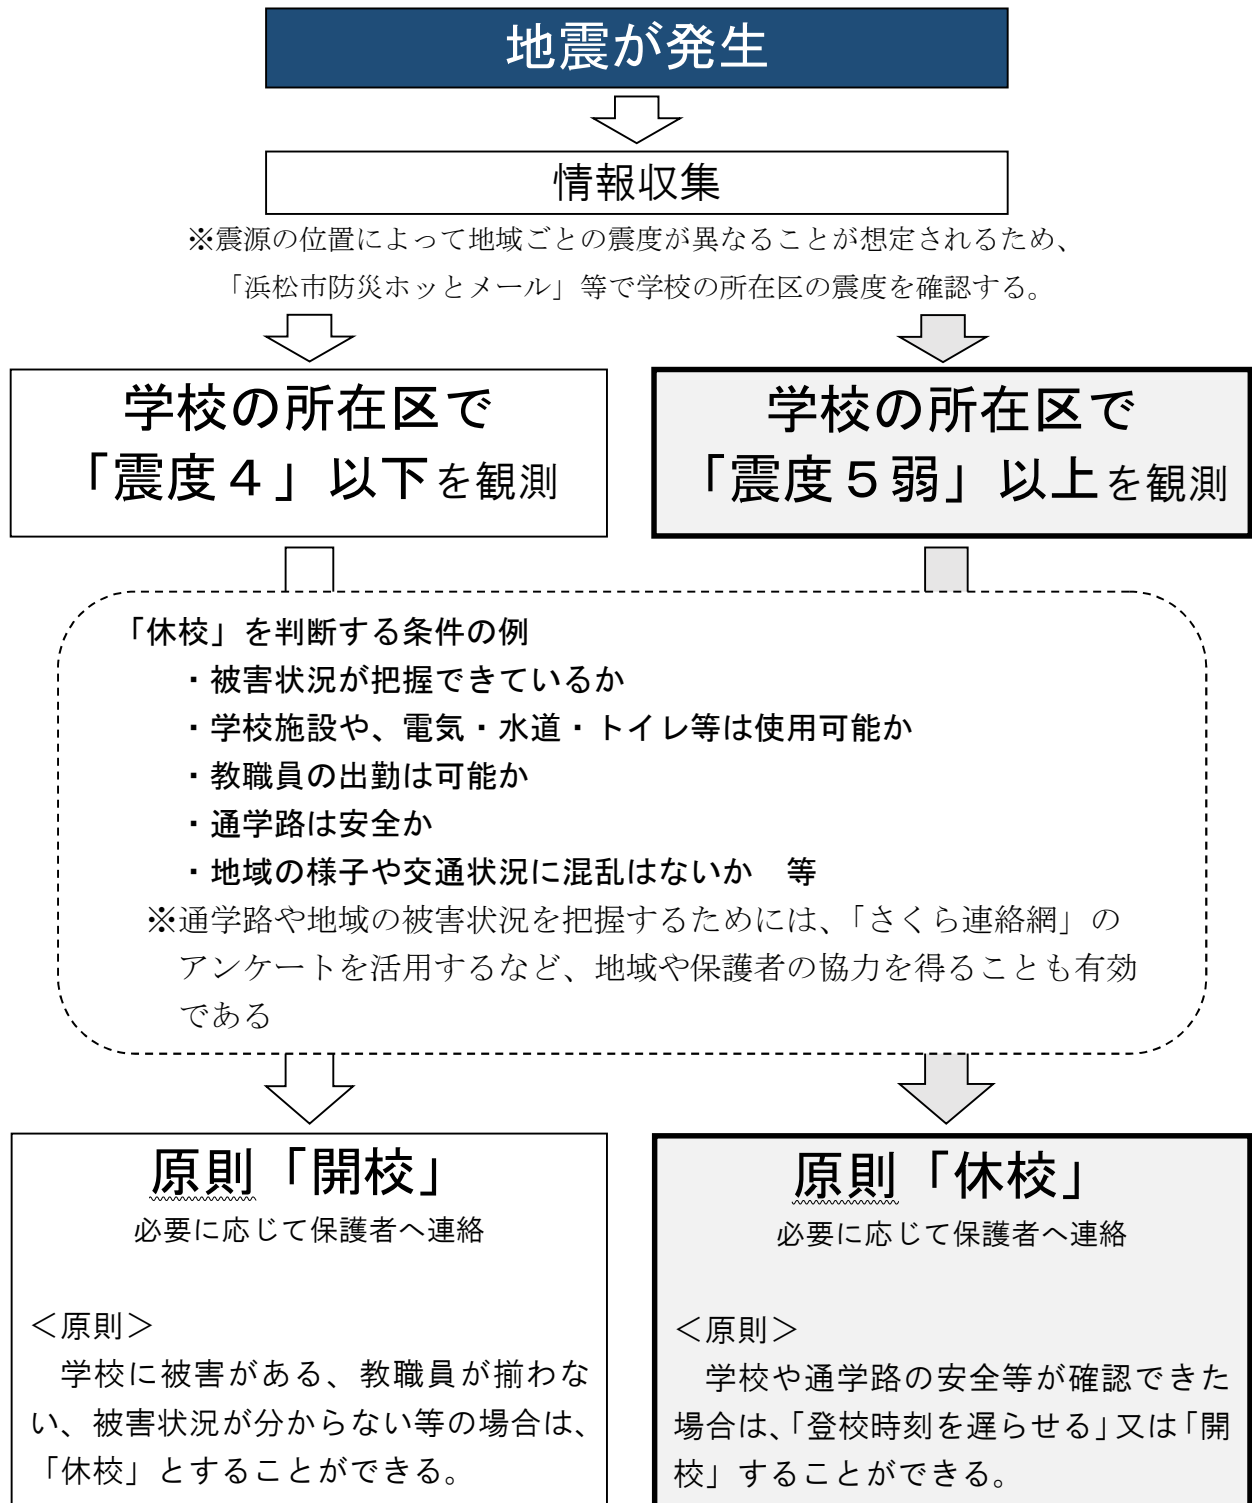 地震が発生
情報収集
※震源の位置によって地域ごとの震度が異なることが想定されるため、
「浜松市防災ホッとメール」等で学校の所在区の震度を確認する。
学校の所在区で
「震度４」以下を観測
学校の所在区で
「震度５弱」以上を観測
「休校」を判断する条件の例
・被害状況が把握できているか
・学校施設や、電気・水道・トイレ等は使用可能か
・教職員の出勤は可能か
・通学路は安全か
・地域の様子や交通状況に混乱はないか　等
※通学路や地域の被害状況を把握するためには、「さくら連絡網」の
アンケートを活用するなど、地域や保護者の協力を得ることも有効
である
原則「開校」
必要に応じて保護者へ連絡
＜原則＞
学校に被害がある、教職員が揃わな
い、被害状況が分からない等の場合は、
「休校」とすることができる。
原則「休校」
必要に応じて保護者へ連絡
＜原則＞
学校や通学路の安全等が確認できた
場合は、「登校時刻を遅らせる」又は「開
校」することができる。